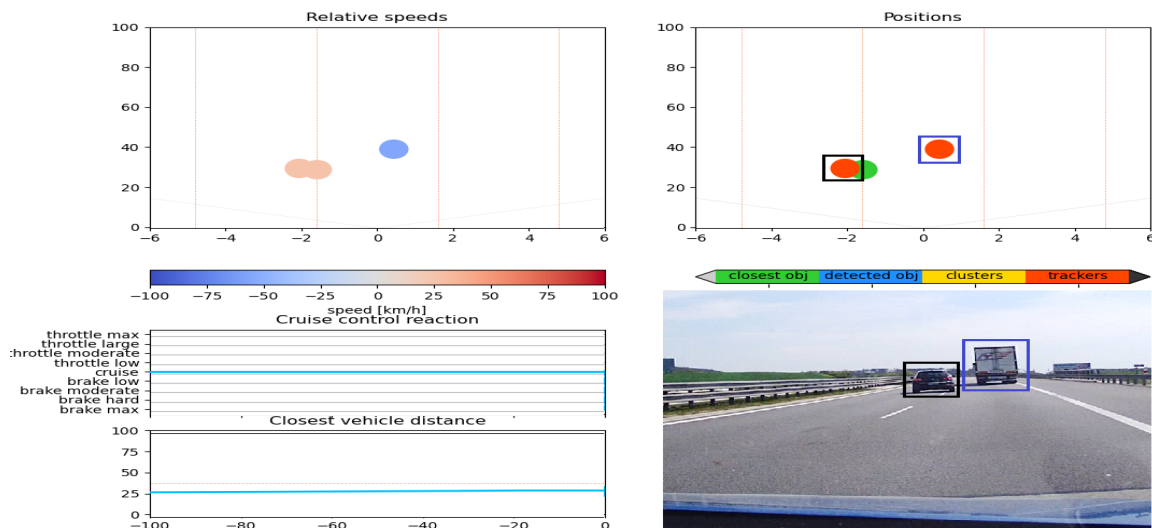 Relative speeds
100
80
60
40
20
0
−6 −4 −2 0 2 4 6
Positions
100
80
60
40
20
0
−6 −4 −2 0 2 4 6
−100 −75 −50 −25 0 25 50 75 100
speed [km/h]
closest obj detected obj clusters trackers
Cruise control reaction
throttle max
throttle large
throttle moderate
throttle low
cruise
brake low
brake moderate
brake hard
brake max
Closest vehicle distance
100
75
50
25
0
−100 −80 −60 −40 −20 0